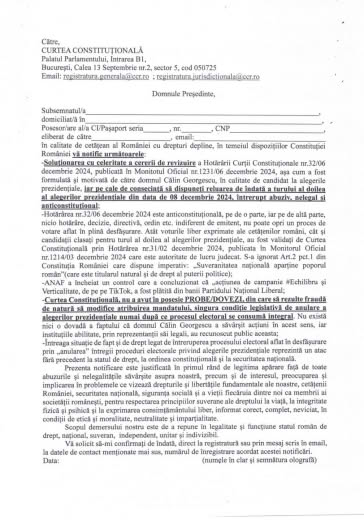 Către,
CURTEA CONSTITUȚIONALĂ
Palatul Parlamentului, Intrarea B1,
București, Calea 13 Septembrie nr.2, sector 5, cod 050725
Email: registratura.generala@ccr.ro ; registratura.jurisdictionala@ccr.ro
Domnule Președinte,
Subsemnatul/a
domiciliat/ă în
Posesor/are al/a CI/Pașaport seria______, nr.________, CNP
eliberat de către____________, email:
în calitate de cetățean al României cu drepturi depline, în temeiul dispozițiilor Constituției
României vă notific următoarele:
-Soluționarea cu celeritate a cererii de revizuire a Hotărârii Curții Constituționale nr.32/06
decembrie 2024, publicată în Monitorul Oficial nr.1231/06 decembrie 2024, așa cum a fost
formulată și motivată de către domnul Călin Georgescu, în calitate de candidat la alegerile
prezidențiale, iar pe cale de consecință să dispuneți reluarea de îndată a turului al doilea
al alegerilor prezidențiale din data de 08 decembrie 2024, întrerupt abuziv, nelegal și
anticonstituțional;
-Hotărârea nr.32/06 decembrie 2024 este anticonstituțională, pe de o parte, iar pe de altă parte,
nicio hotărâre, decizie, directivă, ordin etc. indiferent de emitent, nu poate opri un proces de
votare aflat în plină desfășurare. Atât voturile liber exprimate ale cetățenilor români, cât și
candidații clasați pentru turul al doilea al alegerilor prezidențiale, au fost validați de Curtea
Constituțională prin Hotărârea nr.31/02 decembrie 2024, publicata în Monitorul Oficial
nr.1214/03 decembrie 2024 care este autoritate de lucru judecat. S-a ignorat Art.2 pct.1 din
Constituția României care dispune imperativ: „Suveranitatea națională aparține poporul
român”(care este titularul suprem și de drept al puterii politice);
-ANAF a încheiat un control care a concluzionat că „acțiunea de campanie #Echilibru și
Verticalitate, de pe pe TikTok, a fost plătită din banii Partidului Național Liberal;
-Curtea Constituțională, nu a avut în posesie PROBE/DOVEZI, din care să rezulte fraudă
de natură să modifice atribuirea mandatului, singura condiție legislativă de anulare a
alegerilor prezidențiale numai după ce procesul electoral se consumă integral. Nu există
nici o dovadă a faptului că domnul Călin Georgescu a săvârșit acțiuni în acest sens, iar
instituțiile abilitate, prin reprezentanții săi legali, au recunoscut public aceasta;
-Întreaga situație de fapt și de drept legat de întreruperea procesului electoral aflat în desfășurare
prin „anularea” întregii proceduri electorale privind alegerile prezidențiale reprezintă un atac
fără precedent la statul de drept, la ordinea constituțională și la securitatea națională.
Prezenta notificare este justificată în primul rând de legitima apărare față de toate
abuzurile și nelegalitățile săvârșite asupra noastră, precum și de interesul, preocuparea și
implicarea în problemele ce vizează drepturile și libertățile fundamentale ale noastre, cetățenii
României, securitatea națională, siguranța socială și a vieții fiecăruia dintre noi ca membrii ai
societății românești, pentru respectarea principiilor suverane ale dreptului la viață, la integritate
fizică și psihică și la exprimarea consimțământului liber, informat corect, complet, neviciat, în
condiții de etică și moralitate, neutralitate și imparțialitate.
Scopul demersului nostru este de a repune în legalitate și funcțiune statul român de
drept, național, suveran, independent, unitar și indivizibil.
Vă solicit să-mi confirmați de îndată, direct la registratură sau prin mesaj scris în email,
la datele de contact menționate mai sus, numărul de înregistrare acordat acestei notificări.
Data: (numele în clar și semnătura olografă)